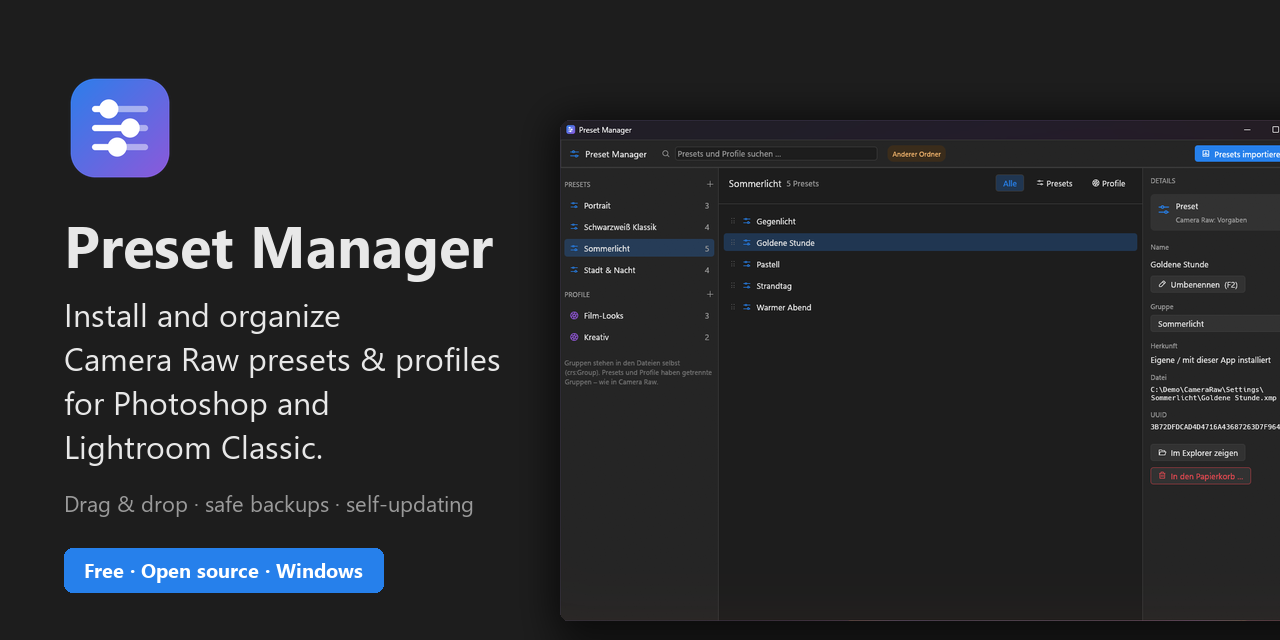 Preset Manager
Install and organize
Camera Raw presets & profiles
for Photoshop and
Lightroom Classic.
Drag & drop · safe backups · self-updating
Free · Open source · Windows
Preset Manager
Preset Manager
Presets und Profile suchen ...
Anderer Ordner
Presets importiere
PRESETS
Portrait 3
Schwarzweiß Klassik 4
Sommerlicht 5
Stadt & Nacht 4
PROFILE
Film-Looks 3
Kreativ 2
Gruppen stehen in den Dateien selbst
(crs:Group). Presets und Profile haben getrennte
Gruppen – wie in Camera Raw.
Sommerlicht 5 Presets
Alle Presets Profile
Gegenlicht
Goldene Stunde
Pastell
Strandtag
Warmer Abend
DETAILS
Preset
Camera Raw: Vorgaben
Name
Goldene Stunde
Umbenennen (F2)
Gruppe
Sommerlicht
Herkunft
Eigene / mit dieser App installiert
Datei
C:\Demo\CameraRaw\Settings\
Sommerlicht\Goldene Stunde.xmp
UUID
3B72DFDCAD4D4716A43687263D7F964
Im Explorer zeigen
In den Papierkorb ...